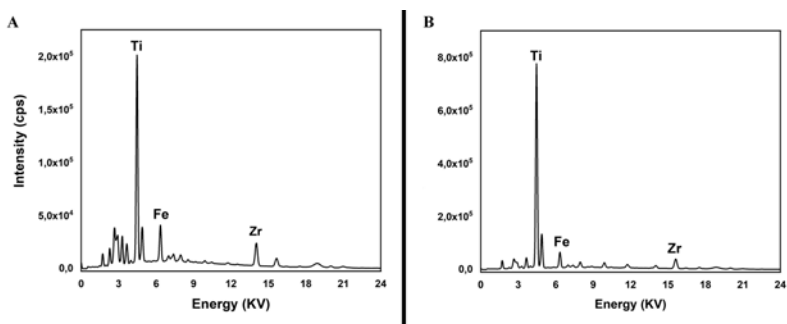 A
Intensity (cps)
2,0x10⁵
1,5x10⁵
1,0x10⁵
5,0x10⁴
0,0
Ti
Fe
Zr
0 3 6 9 12 15 18 21 24
Energy (KV)
B
8,0x10⁵
6,0x10⁵
4,0x10⁵
2,0x10⁵
0,0
Ti
Fe
Zr
0 3 6 9 12 15 18 21 24
Energy (KV)